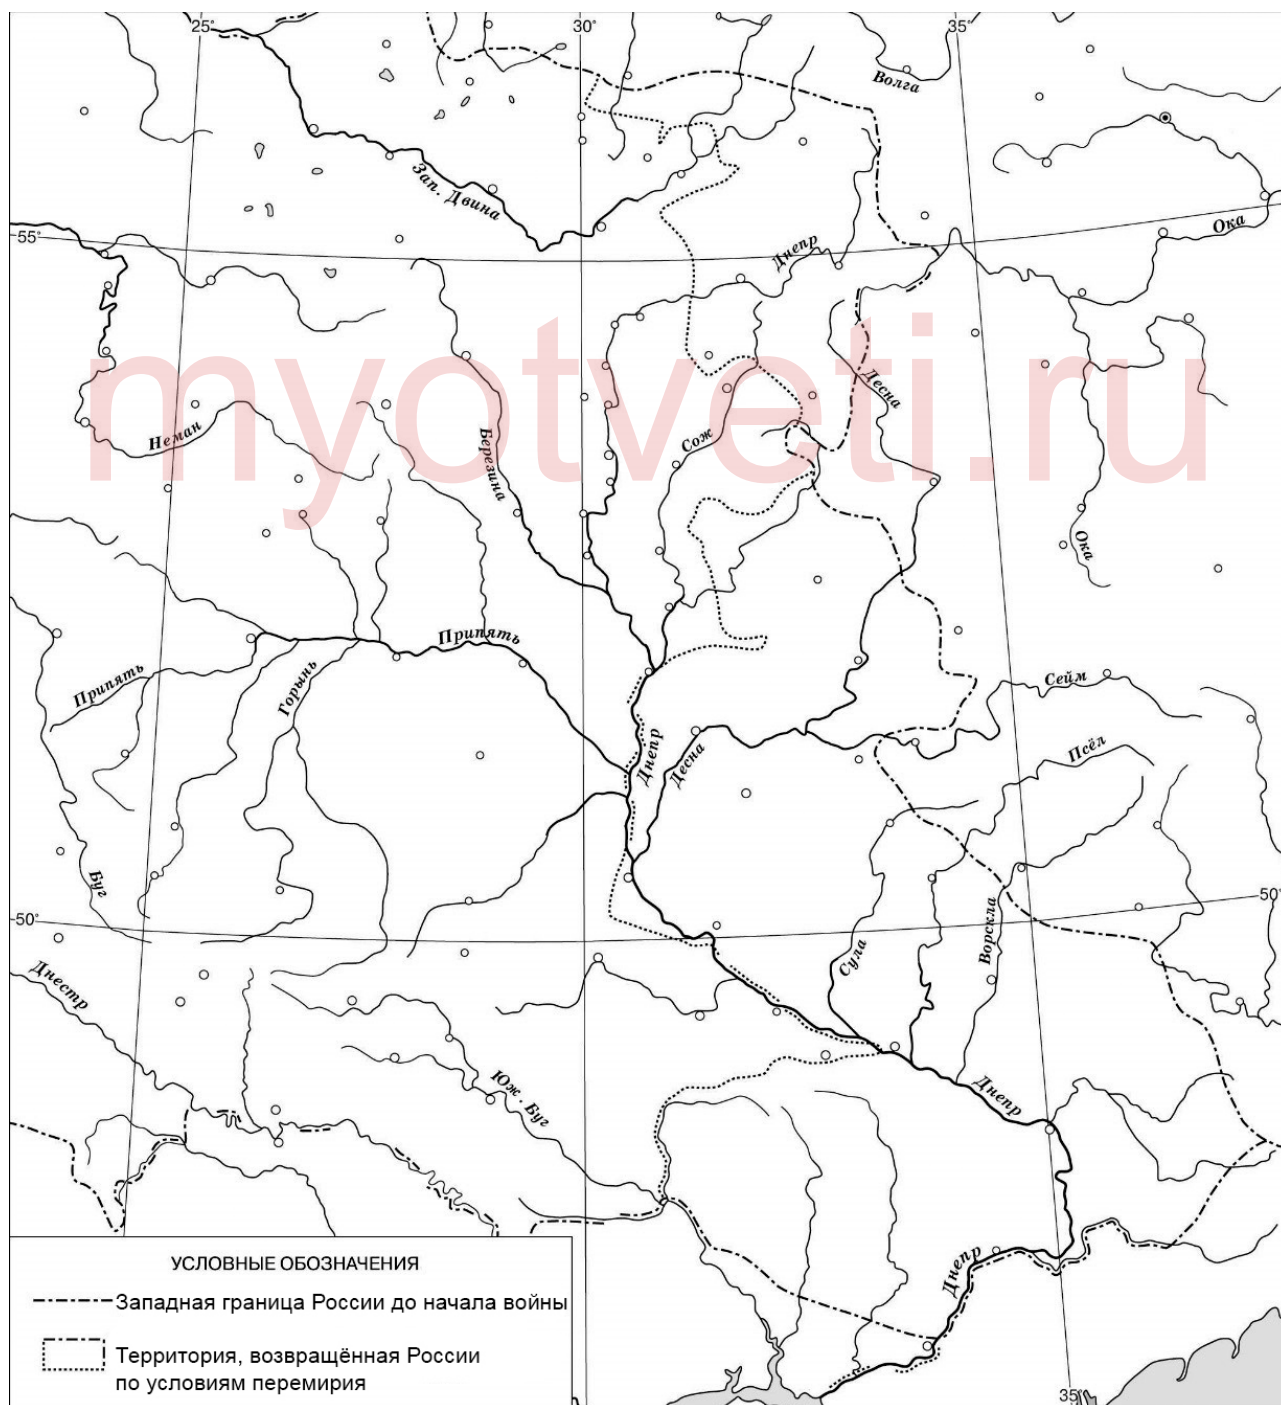 25°
30°
35°
Волга
Зап. Двина
55°
Днепр
Ока
myotveti.ru
Десна
Неман
Березина
Сож
Ока
Припять
Припять
Горынь
Сейм
Днепр
Десна
Псёл
Буг
50°
50°
Ворскла
Сула
Днестр
Юж. Буг
Днепр
Днепр
УСЛОВНЫЕ ОБОЗНАЧЕНИЯ
Западная граница России до начала войны
Территория, возвращённая России
по условиям перемирия
35°